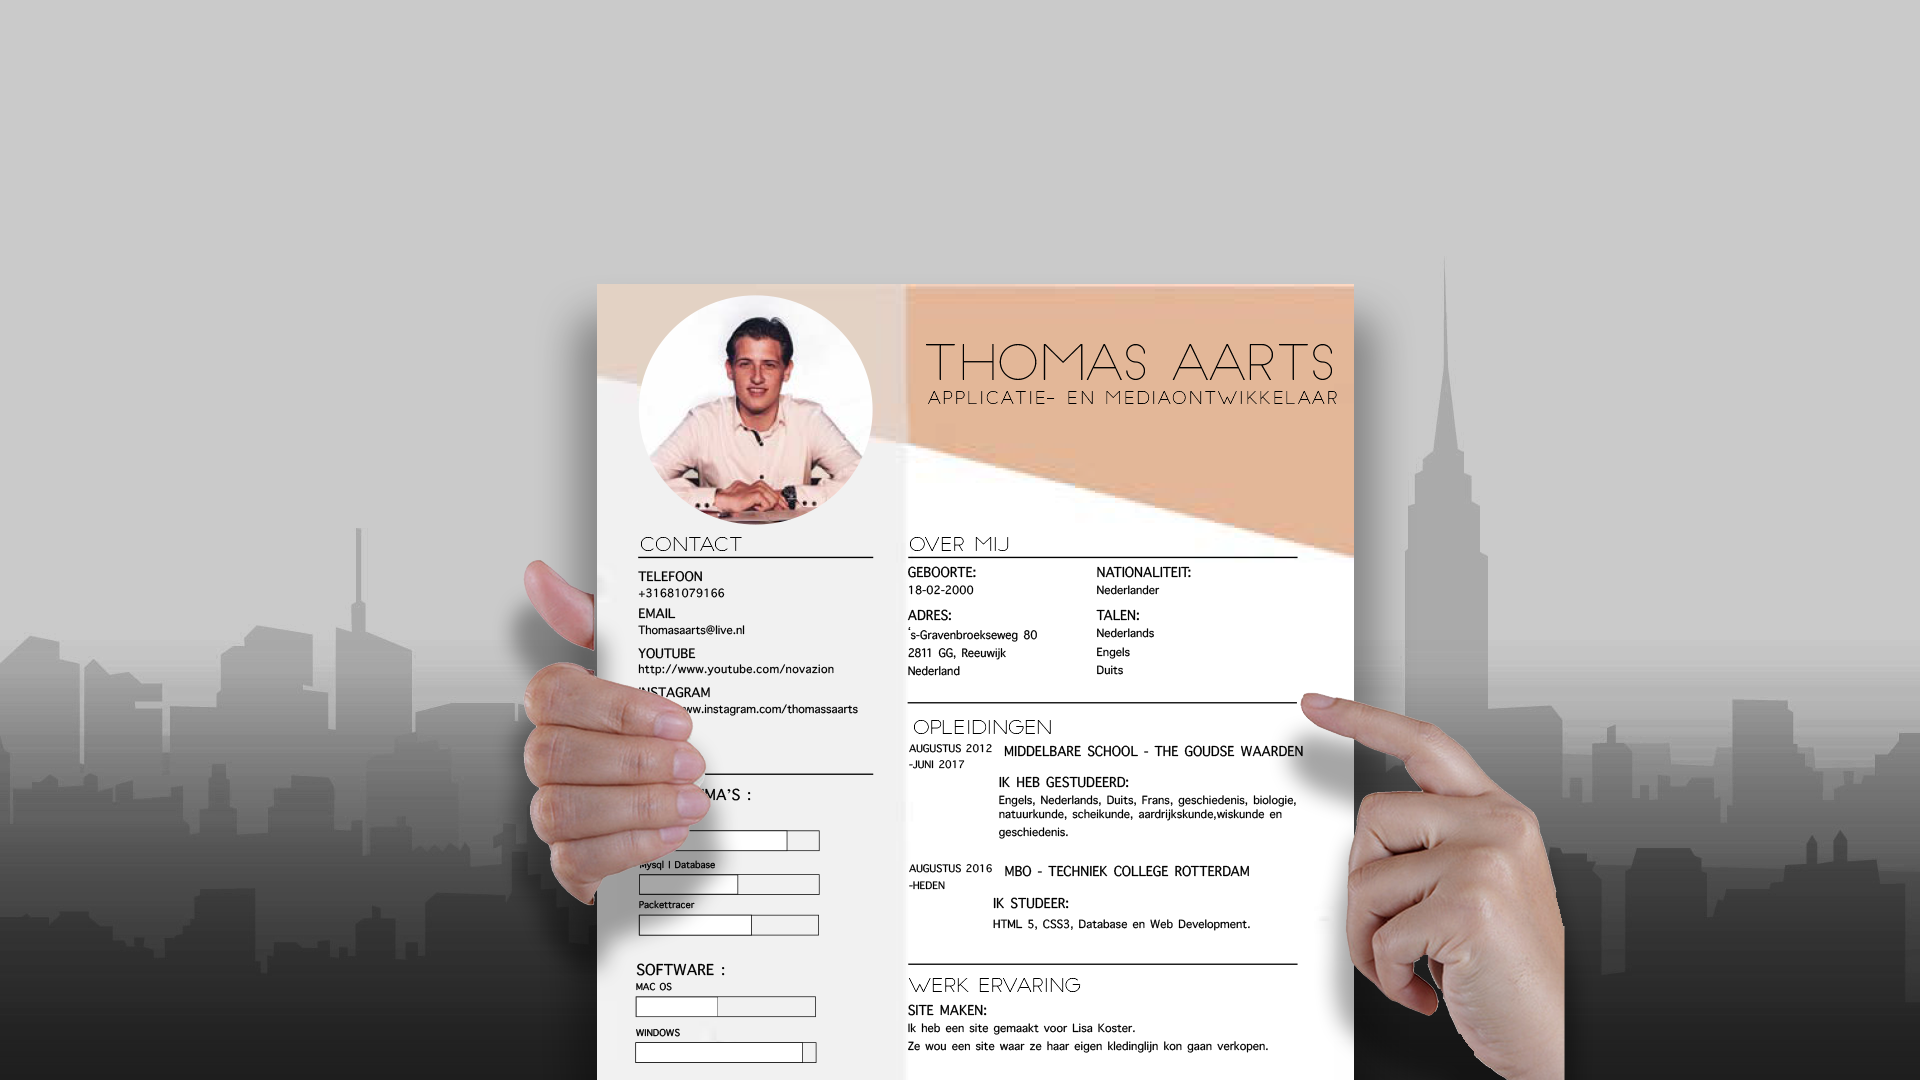 THOMAS AARTS
APPLICATIE- EN MEDIAONTWIKKELAAR
CONTACT
TELEFOON
+31681079166
EMAIL
Thomasaarts@live.nl
YOUTUBE
http://www.youtube.com/novazion
INSTAGRAM
ww.instagram.com/thomassaarts
MA'S :
Mysql | Database
Packettracer
SOFTWARE :
MAC OS
WINDOWS
OVER MIJ
GEBOORTE:
18-02-2000
NATIONALITEIT:
Nederlander
ADRES:
's-Gravenbroekseweg 80
2811 GG, Reeuwijk
Nederland
TALEN:
Nederlands
Engels
Duits
OPLEIDINGEN
AUGUSTUS 2012
-JUNI 2017
MIDDELBARE SCHOOL - THE GOUDSE WAARDEN
IK HEB GESTUDEERD:
Engels, Nederlands, Duits, Frans, geschiedenis, biologie,
natuurkunde, scheikunde, aardrijkskunde,wiskunde en
geschiedenis.
AUGUSTUS 2016
-HEDEN
MBO - TECHNIEK COLLEGE ROTTERDAM
IK STUDEER:
HTML 5, CSS3, Database en Web Development.
WERK ERVARING
SITE MAKEN:
Ik heb een site gemaakt voor Lisa Koster.
Ze wou een site waar ze haar eigen kledinglijn kon gaan verkopen.